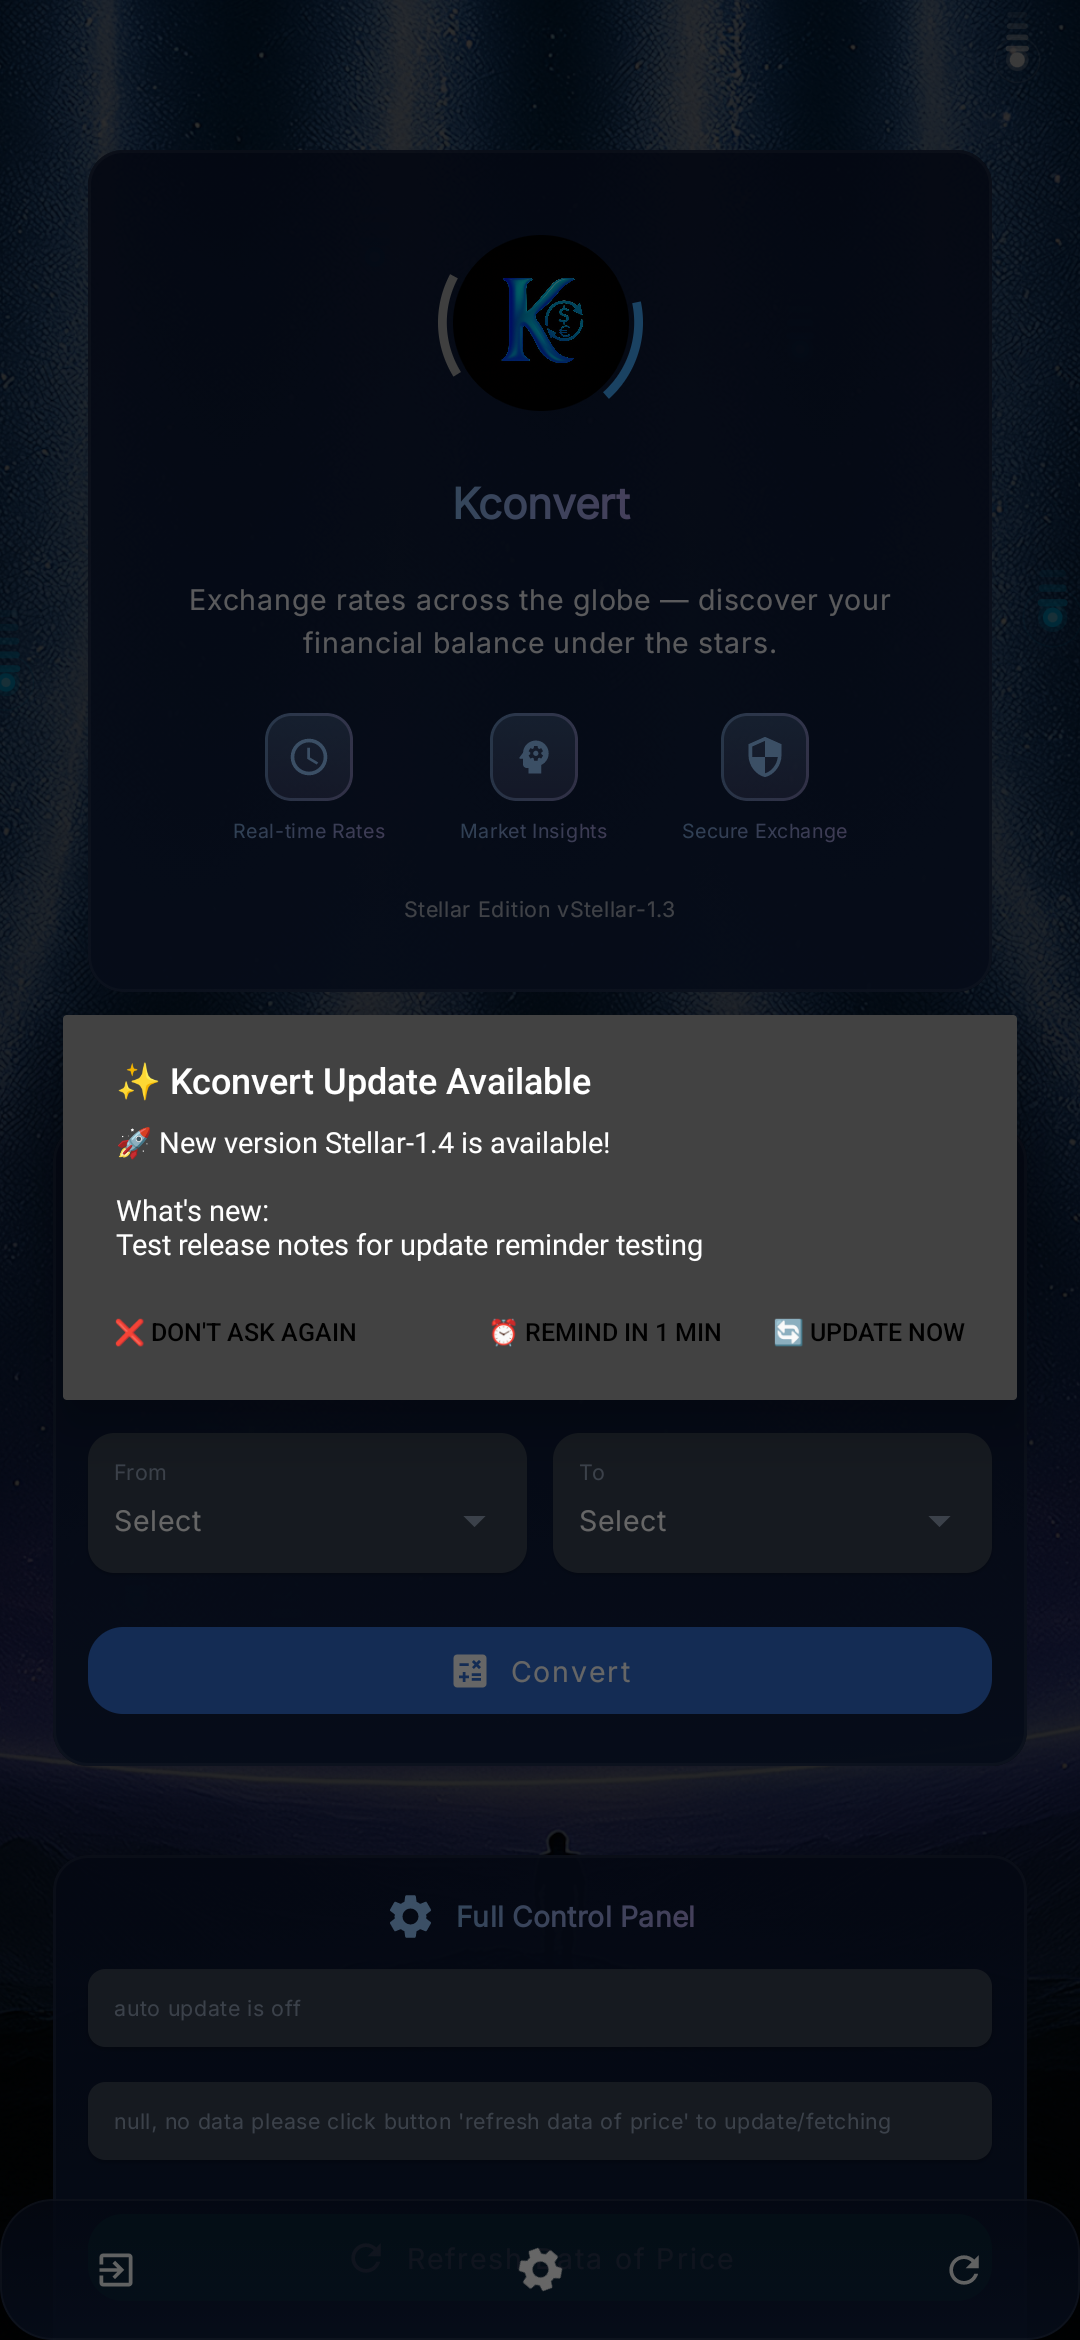 Kconvert
Exchange rates across the globe — discover your
financial balance under the stars.
Real-time Rates
Market Insights
Secure Exchange
Stellar Edition vStellar-1.3
✨ Kconvert Update Available
🚀 New version Stellar-1.4 is available!
What's new:
Test release notes for update reminder testing
❌ DON'T ASK AGAIN
⏰ REMIND IN 1 MIN
🔄 UPDATE NOW
From
Select
To
Select
Convert
Full Control Panel
auto update is off
null, no data please click button 'refresh data of price' to update/fetching
Refresh Data of Price